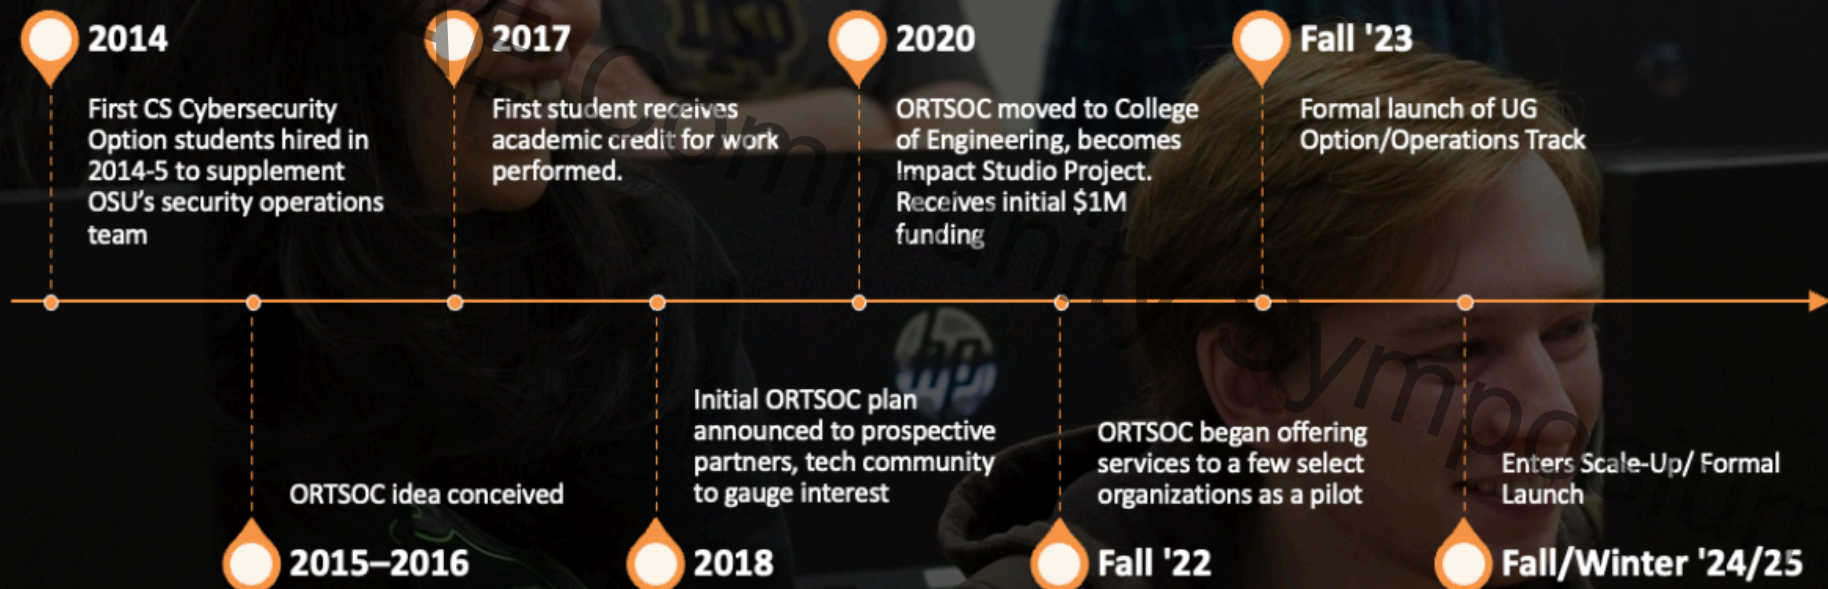 2014
First CS Cybersecurity
Option students hired in
2014-5 to supplement
OSU's security operations
team
2017
First student receives
academic credit for work
performed.
2020
ORTSOC moved to College
of Engineering, becomes
Impact Studio Project.
Receives initial $1M
funding
Fall '23
Formal launch of UG
Option/Operations Track
ORTSOC idea conceived
2015–2016
Initial ORTSOC plan
announced to prospective
partners, tech community
to gauge interest
2018
ORTSOC began offering
services to a few select
organizations as a pilot
Fall '22
Enters Scale-Up/ Formal
Launch
Fall/Winter '24/25
hp
Community Symposium